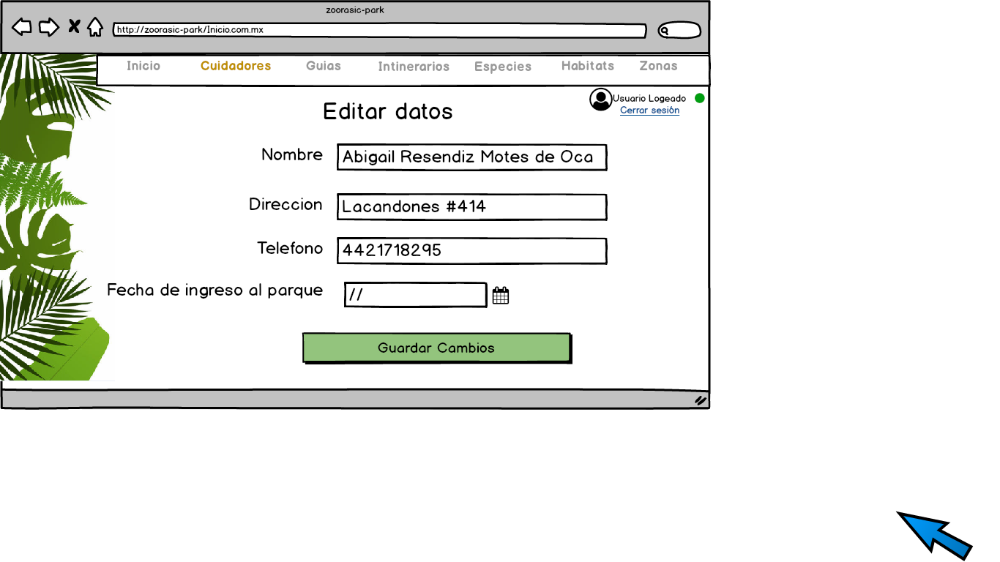 zoorasic-park
http://zoorasic-park/Inicio.com.mx
Inicio Cuidadores Guias Intinerarios Especies Habitats Zonas
Usuario Logeado
Cerrar sesión
Editar datos
Nombre Abigail Resendiz Motes de Oca
Direccion Lacandones #414
Telefono 4421718295
Fecha de ingreso al parque //
Guardar Cambios